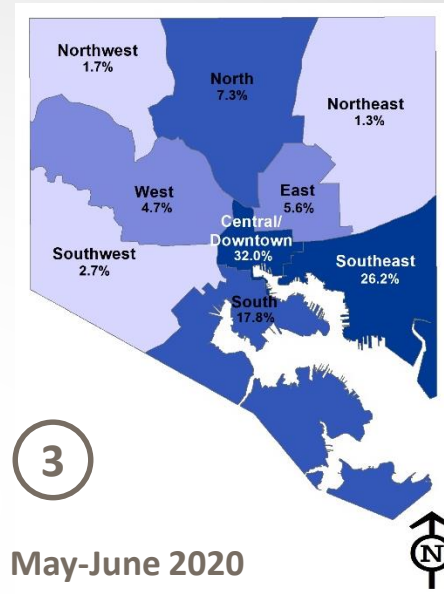 Northwest
1.7%
North
7.3%
Northeast
1.3%
West
4.7%
East
5.6%
Central/
Downtown
32.0%
Southwest
2.7%
Southeast
26.2%
South
17.8%
3
May-June 2020
N